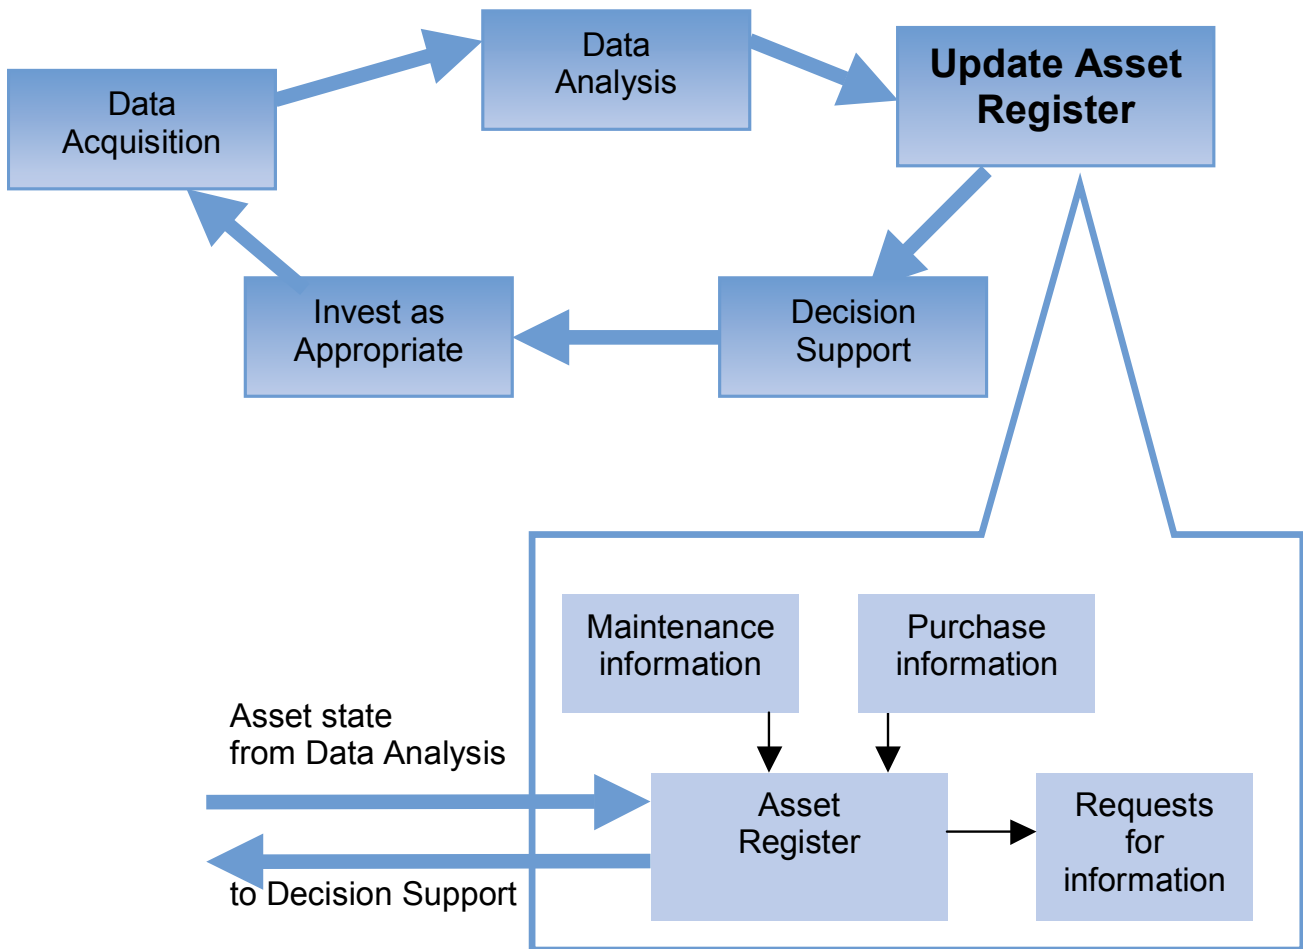 Data
Analysis
Update Asset
Register
Data
Acquisition
Invest as
Appropriate
Decision
Support
Maintenance
information
Purchase
information
Asset state
from Data Analysis
Asset
Register
Requests
for
information
to Decision Support